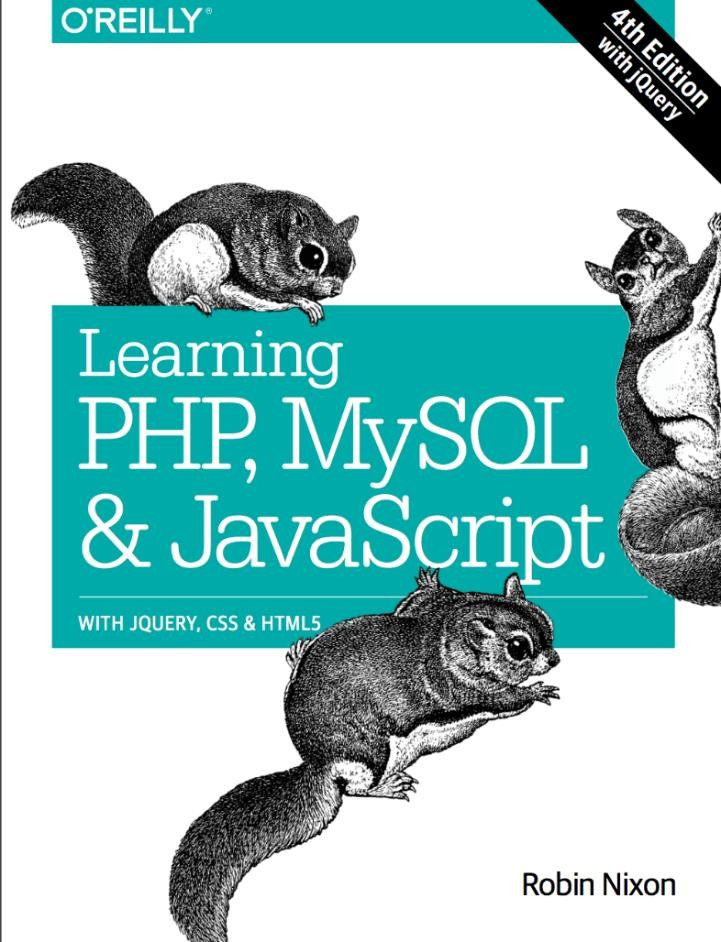 O'REILLY®
4th Edition
with jQuery
Learning
PHP, MySQL
& JavaScript
WITH JQUERY, CSS & HTML5
Robin Nixon